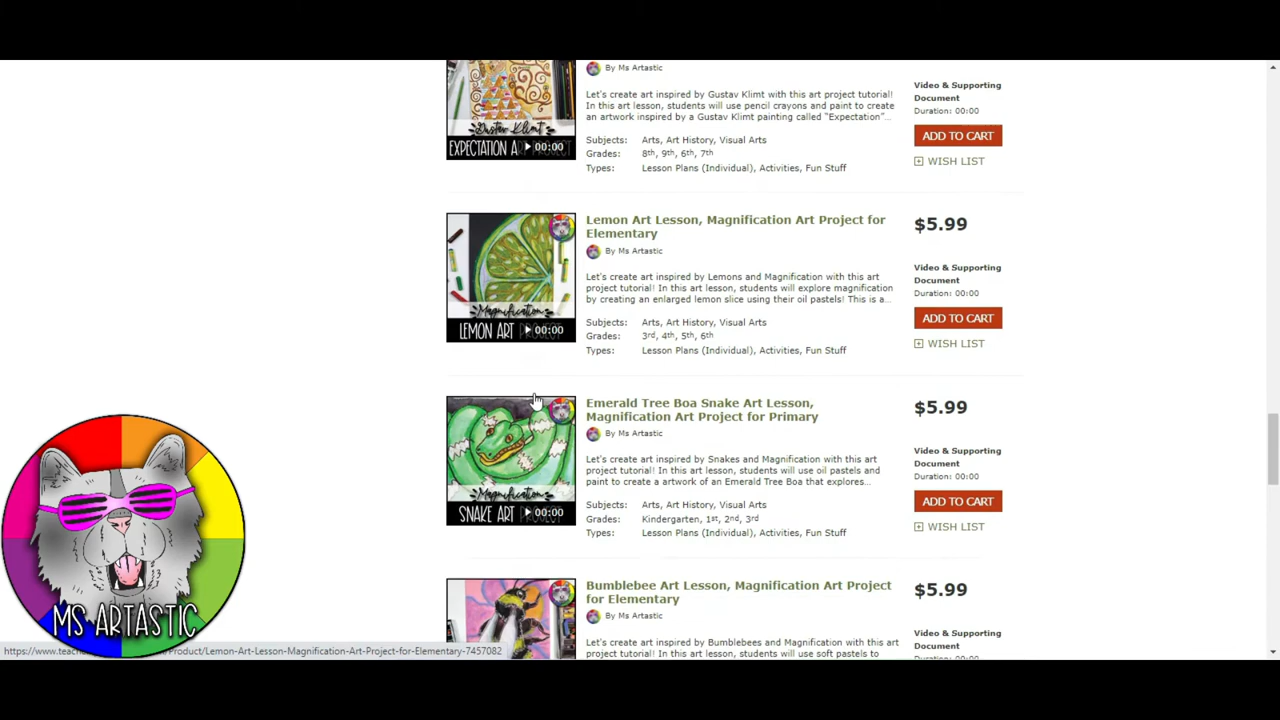 By Ms Artastic
Let's create art inspired by Gustav Klimt with this art project tutorial!
In this art lesson, students will use pencil crayons and paint to create
an artwork inspired by a Gustav Klimt painting called "Expectation"...
Subjects: Arts, Art History, Visual Arts
Grades: 8th, 9th, 6th, 7th
Types: Lesson Plans (Individual), Activities, Fun Stuff
Video & Supporting
Document
Duration: 00:00
ADD TO CART
WISH LIST
Gustav Klimt
EXPECTATION ART PROJECT
00:00
Lemon Art Lesson, Magnification Art Project for
Elementary
By Ms Artastic
Let's create art inspired by Lemons and Magnification with this art
project tutorial! In this art lesson, students will explore magnification
by creating an enlarged lemon slice using their oil pastels! This is a...
Subjects: Arts, Art History, Visual Arts
Grades: 3rd, 4th, 5th, 6th
Types: Lesson Plans (Individual), Activities, Fun Stuff
$5.99
Video & Supporting
Document
Duration: 00:00
ADD TO CART
WISH LIST
Magnification
LEMON ART PROJECT
00:00
Emerald Tree Boa Snake Art Lesson,
Magnification Art Project for Primary
By Ms Artastic
Let's create art inspired by Snakes and Magnification with this art
project tutorial! In this art lesson, students will use oil pastels and
paint to create a artwork of an Emerald Tree Boa that explores...
Subjects: Arts, Art History, Visual Arts
Grades: Kindergarten, 1st, 2nd, 3rd
Types: Lesson Plans (Individual), Activities, Fun Stuff
$5.99
Video & Supporting
Document
Duration: 00:00
ADD TO CART
WISH LIST
Magnification
SNAKE ART PROJECT
00:00
Bumblebee Art Lesson, Magnification Art Project
for Elementary
By Ms Artastic
Let's create art inspired by Bumblebees and Magnification with this art
project tutorial! In this art lesson, students will use soft pastels to
$5.99
Video & Supporting
Document
Duration: 00:00
MS ARTASTIC
https://www.teac Product/Lemon-Art-Lesson-Magnification-Art-Project-for-Elementary-7457082